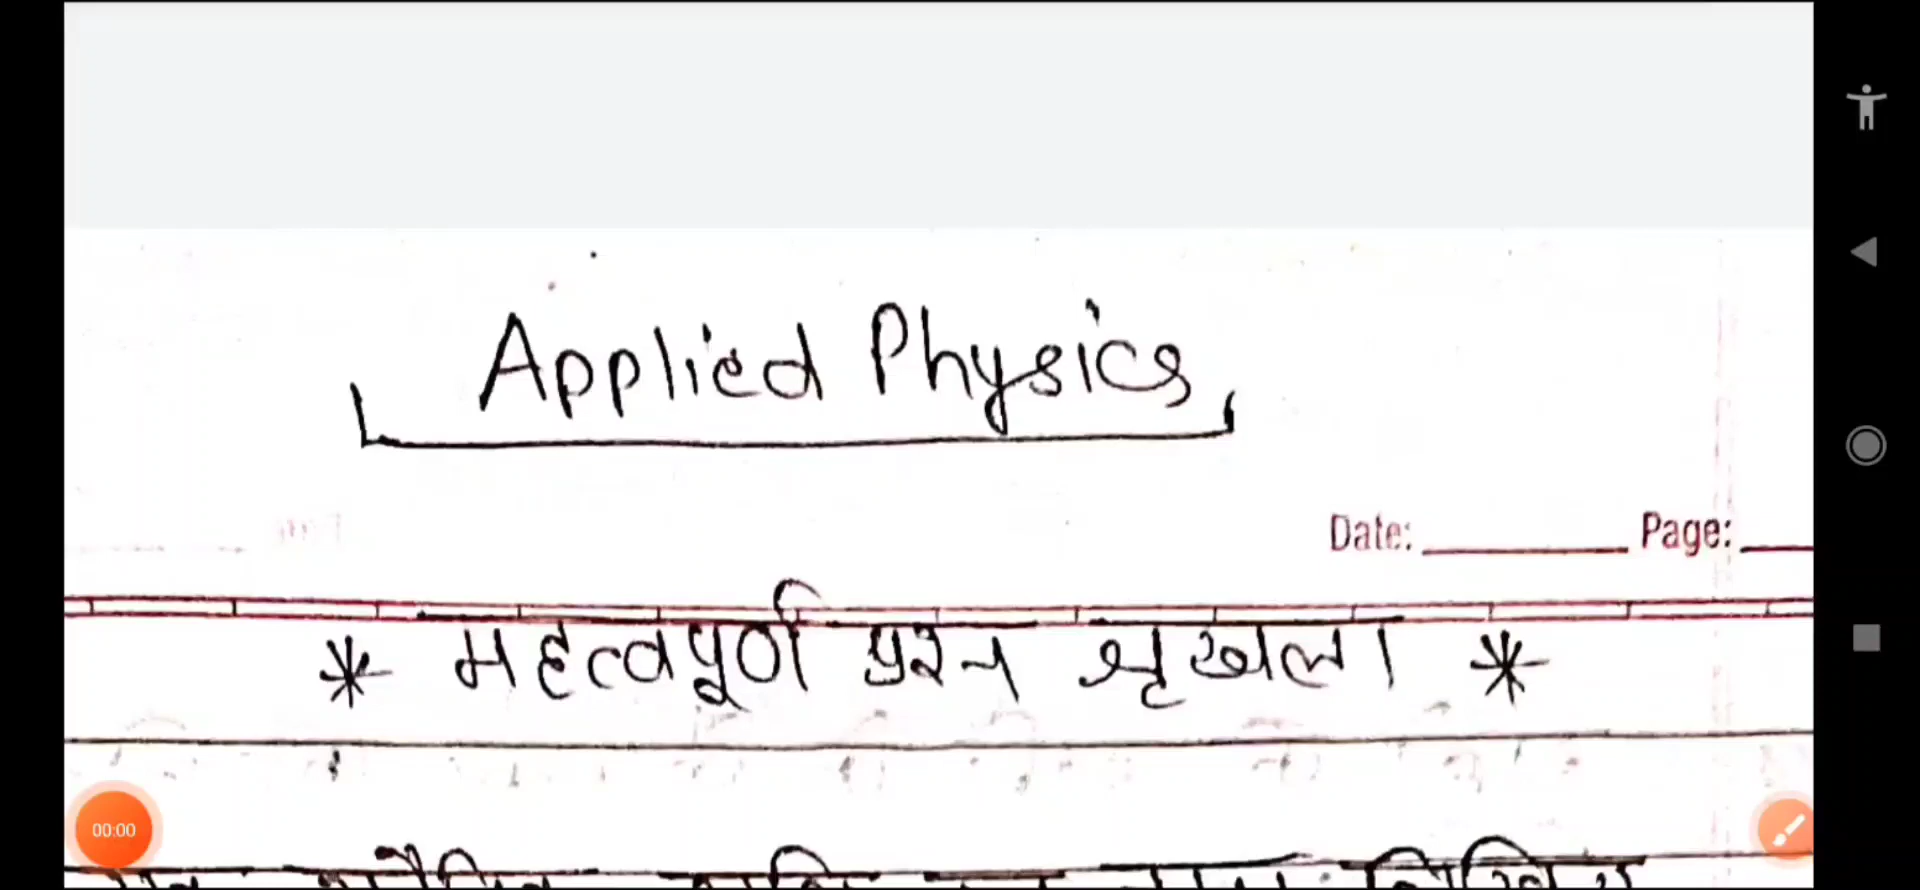 Applied Physics
Date: Page:
* महत्वपूर्ण प्रश्न श्रृखला *
00:00